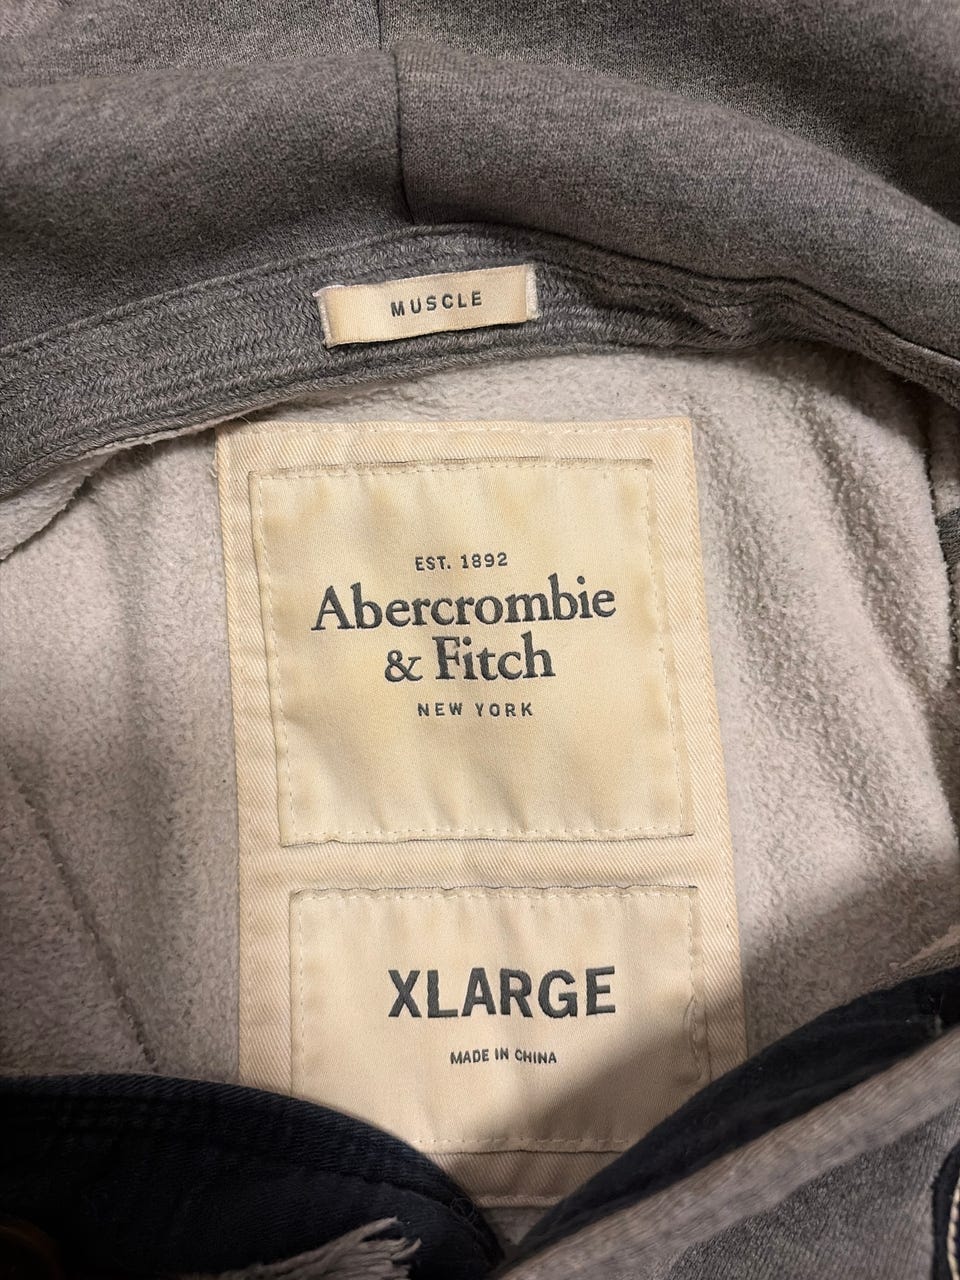 MUSCLE
EST. 1892
Abercrombie
& Fitch
NEW YORK
XLARGE
MADE IN CHINA